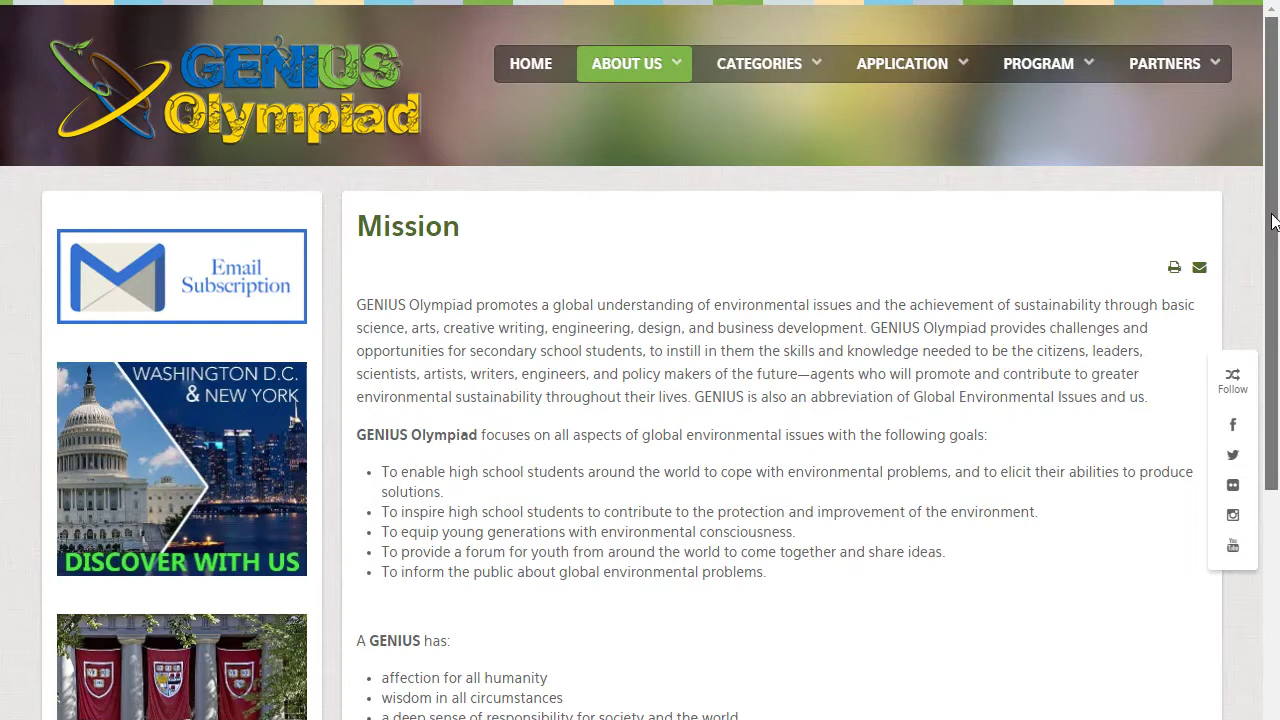 GENIUS
Olympiad
HOME
ABOUT US
CATEGORIES
APPLICATION
PROGRAM
PARTNERS
Email
Subscription
WASHINGTON D.C.
& NEW YORK
DISCOVER WITH US
Mission
GENIUS Olympiad promotes a global understanding of environmental issues and the achievement of sustainability through basic
science, arts, creative writing, engineering, design, and business development. GENIUS Olympiad provides challenges and
opportunities for secondary school students, to instill in them the skills and knowledge needed to be the citizens, leaders,
scientists, artists, writers, engineers, and policy makers of the future—agents who will promote and contribute to greater
environmental sustainability throughout their lives. GENIUS is also an abbreviation of Global Environmental Issues and us.
GENIUS Olympiad focuses on all aspects of global environmental issues with the following goals:
• To enable high school students around the world to cope with environmental problems, and to elicit their abilities to produce
solutions.
• To inspire high school students to contribute to the protection and improvement of the environment.
• To equip young generations with environmental consciousness.
• To provide a forum for youth from around the world to come together and share ideas.
• To inform the public about global environmental problems.
A GENIUS has:
• affection for all humanity
• wisdom in all circumstances
• a deep sense of responsibility for society and the world
Follow